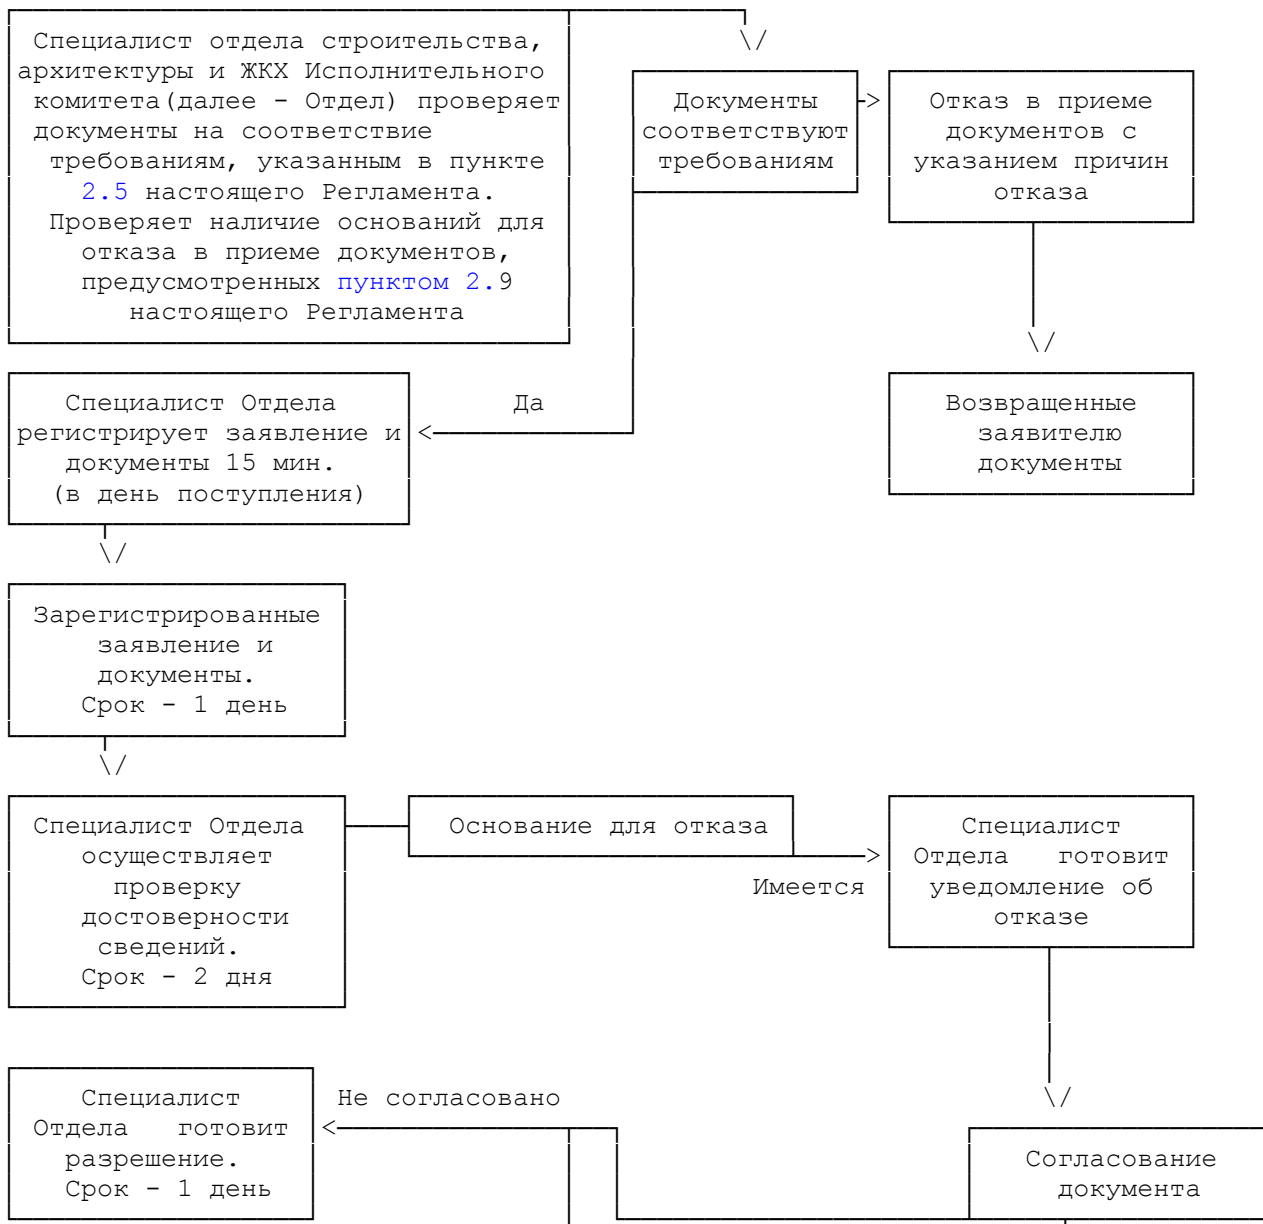 Специалист отдела строительства,
архитектуры и ЖКХ Исполнительного
комитета(далее - Отдел) проверяет
документы на соответствие
требованиям, указанным в пункте
2.5 настоящего Регламента.
Проверяет наличие оснований для
отказа в приеме документов,
предусмотренных пунктом 2.9
настоящего Регламента
Документы
соответствуют
требованиям
Отказ в приеме
документов с
указанием причин
отказа
Специалист Отдела
регистрирует заявление и
документы 15 мин.
(в день поступления)
Да
Возвращенные
заявителю
документы
Зарегистрированные
заявление и
документы.
Срок - 1 день
Специалист Отдела
осуществляет
проверку
достоверности
сведений.
Срок - 2 дня
Основание для отказа
Имеется
Специалист
Отдела готовит
уведомление об
отказе
Специалист
Отдела готовит
разрешение.
Срок - 1 день
Не согласовано
Согласование
документа